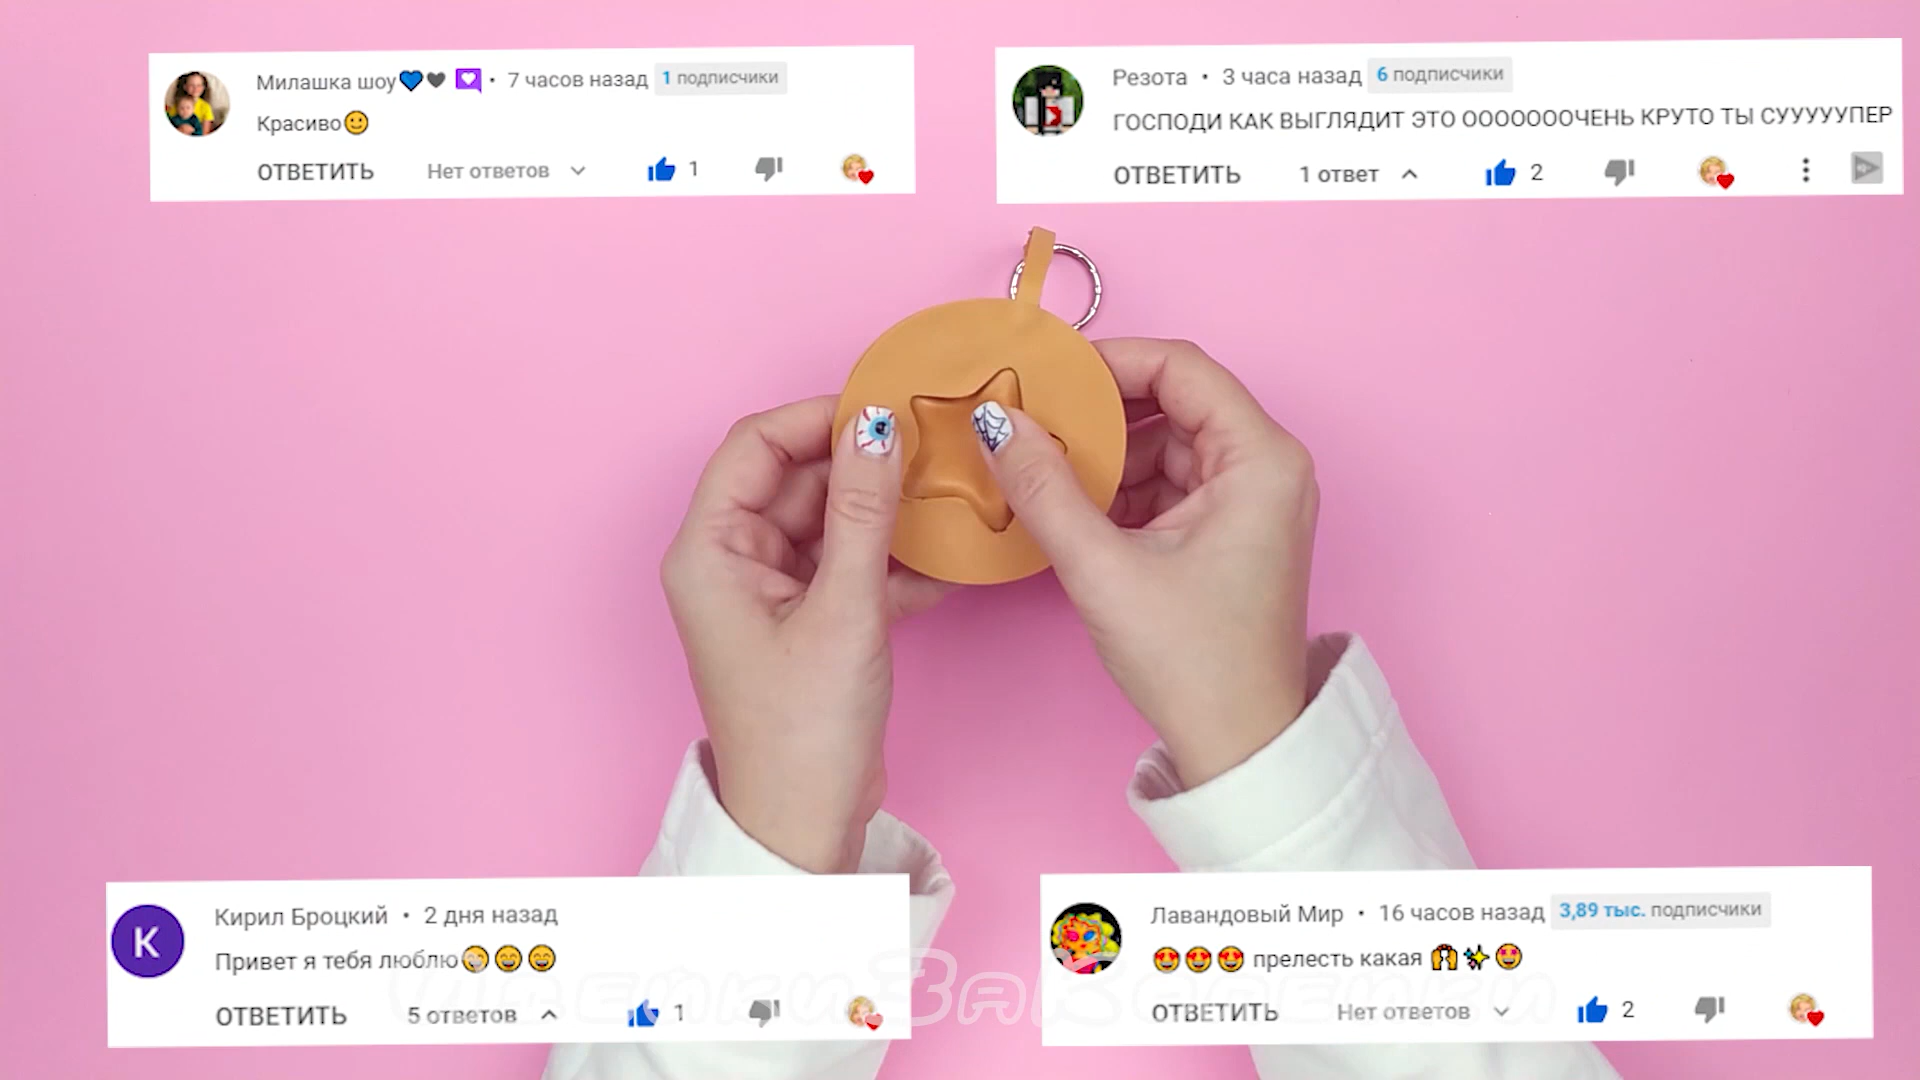 Милашка шоу💙🖤 • 7 часов назад 1 подписчики
Красиво🙂
ОТВЕТИТЬ Нет ответов 1
Резота • 3 часа назад 6 подписчики
ГОСПОДИ КАК ВЫГЛЯДИТ ЭТО ОООООООЧЕНЬ КРУТО ТЫ СУУУУУПЕР
ОТВЕТИТЬ 1 ответ 2
К
Кирил Броцкий • 2 дня назад
Привет я тебя люблю😄😄😄
ОТВЕТИТЬ 5 ответов 1
Лавандовый Мир • 16 часов назад 3,89 тыс. подписчики
😍😍😍 прелесть какая 🙌✨🤩
ОТВЕТИТЬ Нет ответов 2